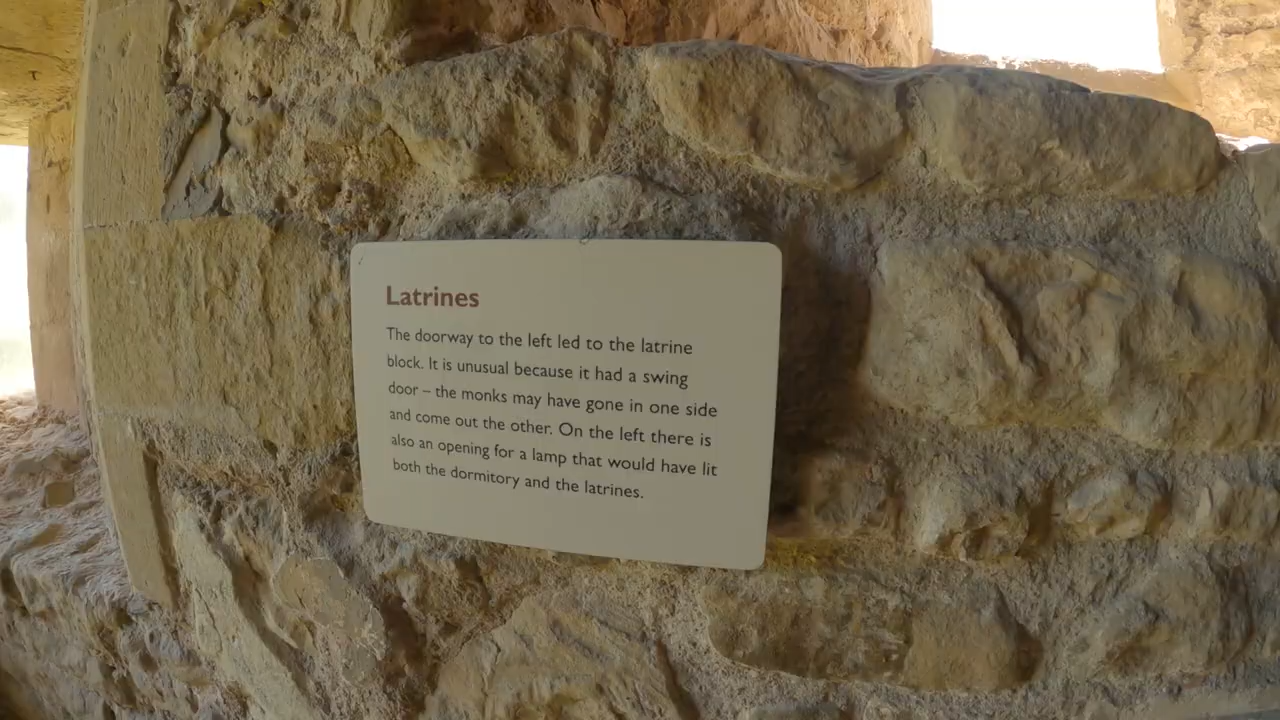 Latrines
The doorway to the left led to the latrine
block. It is unusual because it had a swing
door – the monks may have gone in one side
and come out the other. On the left there is
also an opening for a lamp that would have lit
both the dormitory and the latrines.